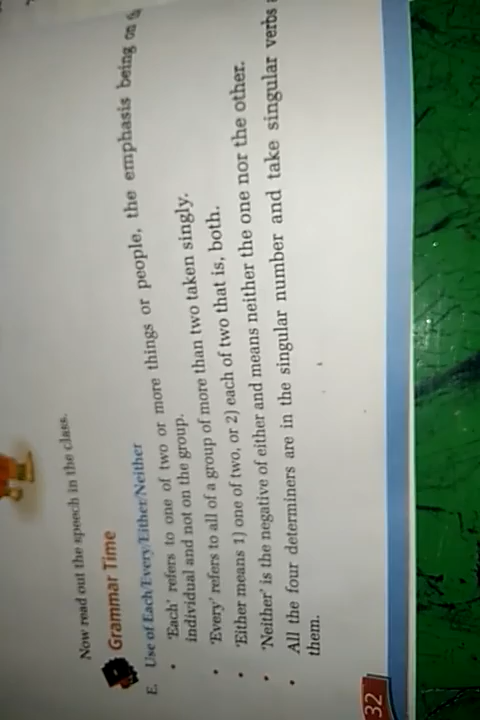 Now read out the speech in the class.
Grammar Time
E. Use of Each/Every/Either/Neither
• 'Each' refers to one of two or more things or people, the emphasis being on
individual and not on the group.
• 'Every' refers to all of a group of more than two taken singly.
• 'Either means 1) one of two, or 2) each of two that is, both.
• 'Neither' is the negative of either and means neither the one nor the other.
• All the four determiners are in the singular number and take singular verbs
them.
32